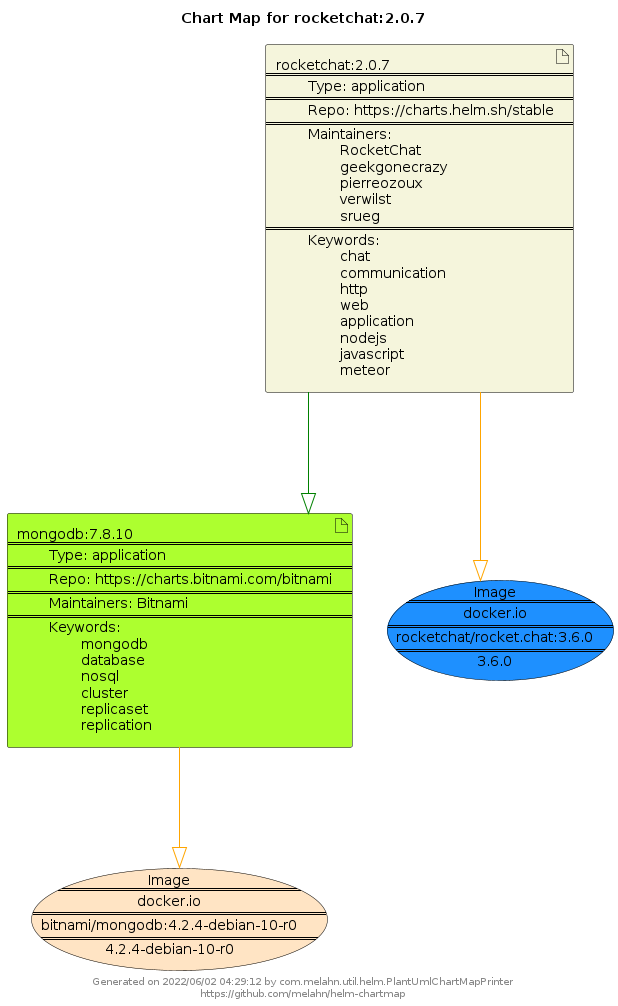 Chart Map for rocketchat:2.0.7
rocketchat:2.0.7
Type: application
Repo: https://charts.helm.sh/stable
Maintainers:
RocketChat
geekgonecrazy
pierreozoux
verwilst
srueg
Keywords:
chat
communication
http
web
application
nodejs
javascript
meteor
mongodb:7.8.10
Type: application
Repo: https://charts.bitnami.com/bitnami
Maintainers: Bitnami
Keywords:
mongodb
database
nosql
cluster
replicaset
replication
Image
docker.io
rocketchat/rocket.chat:3.6.0
3.6.0
Image
docker.io
bitnami/mongodb:4.2.4-debian-10-r0
4.2.4-debian-10-r0
Generated on 2022/06/02 04:29:12 by com.melahn.util.helm.PlantUmlChartMapPrinter
https://github.com/melahn/helm-chartmap